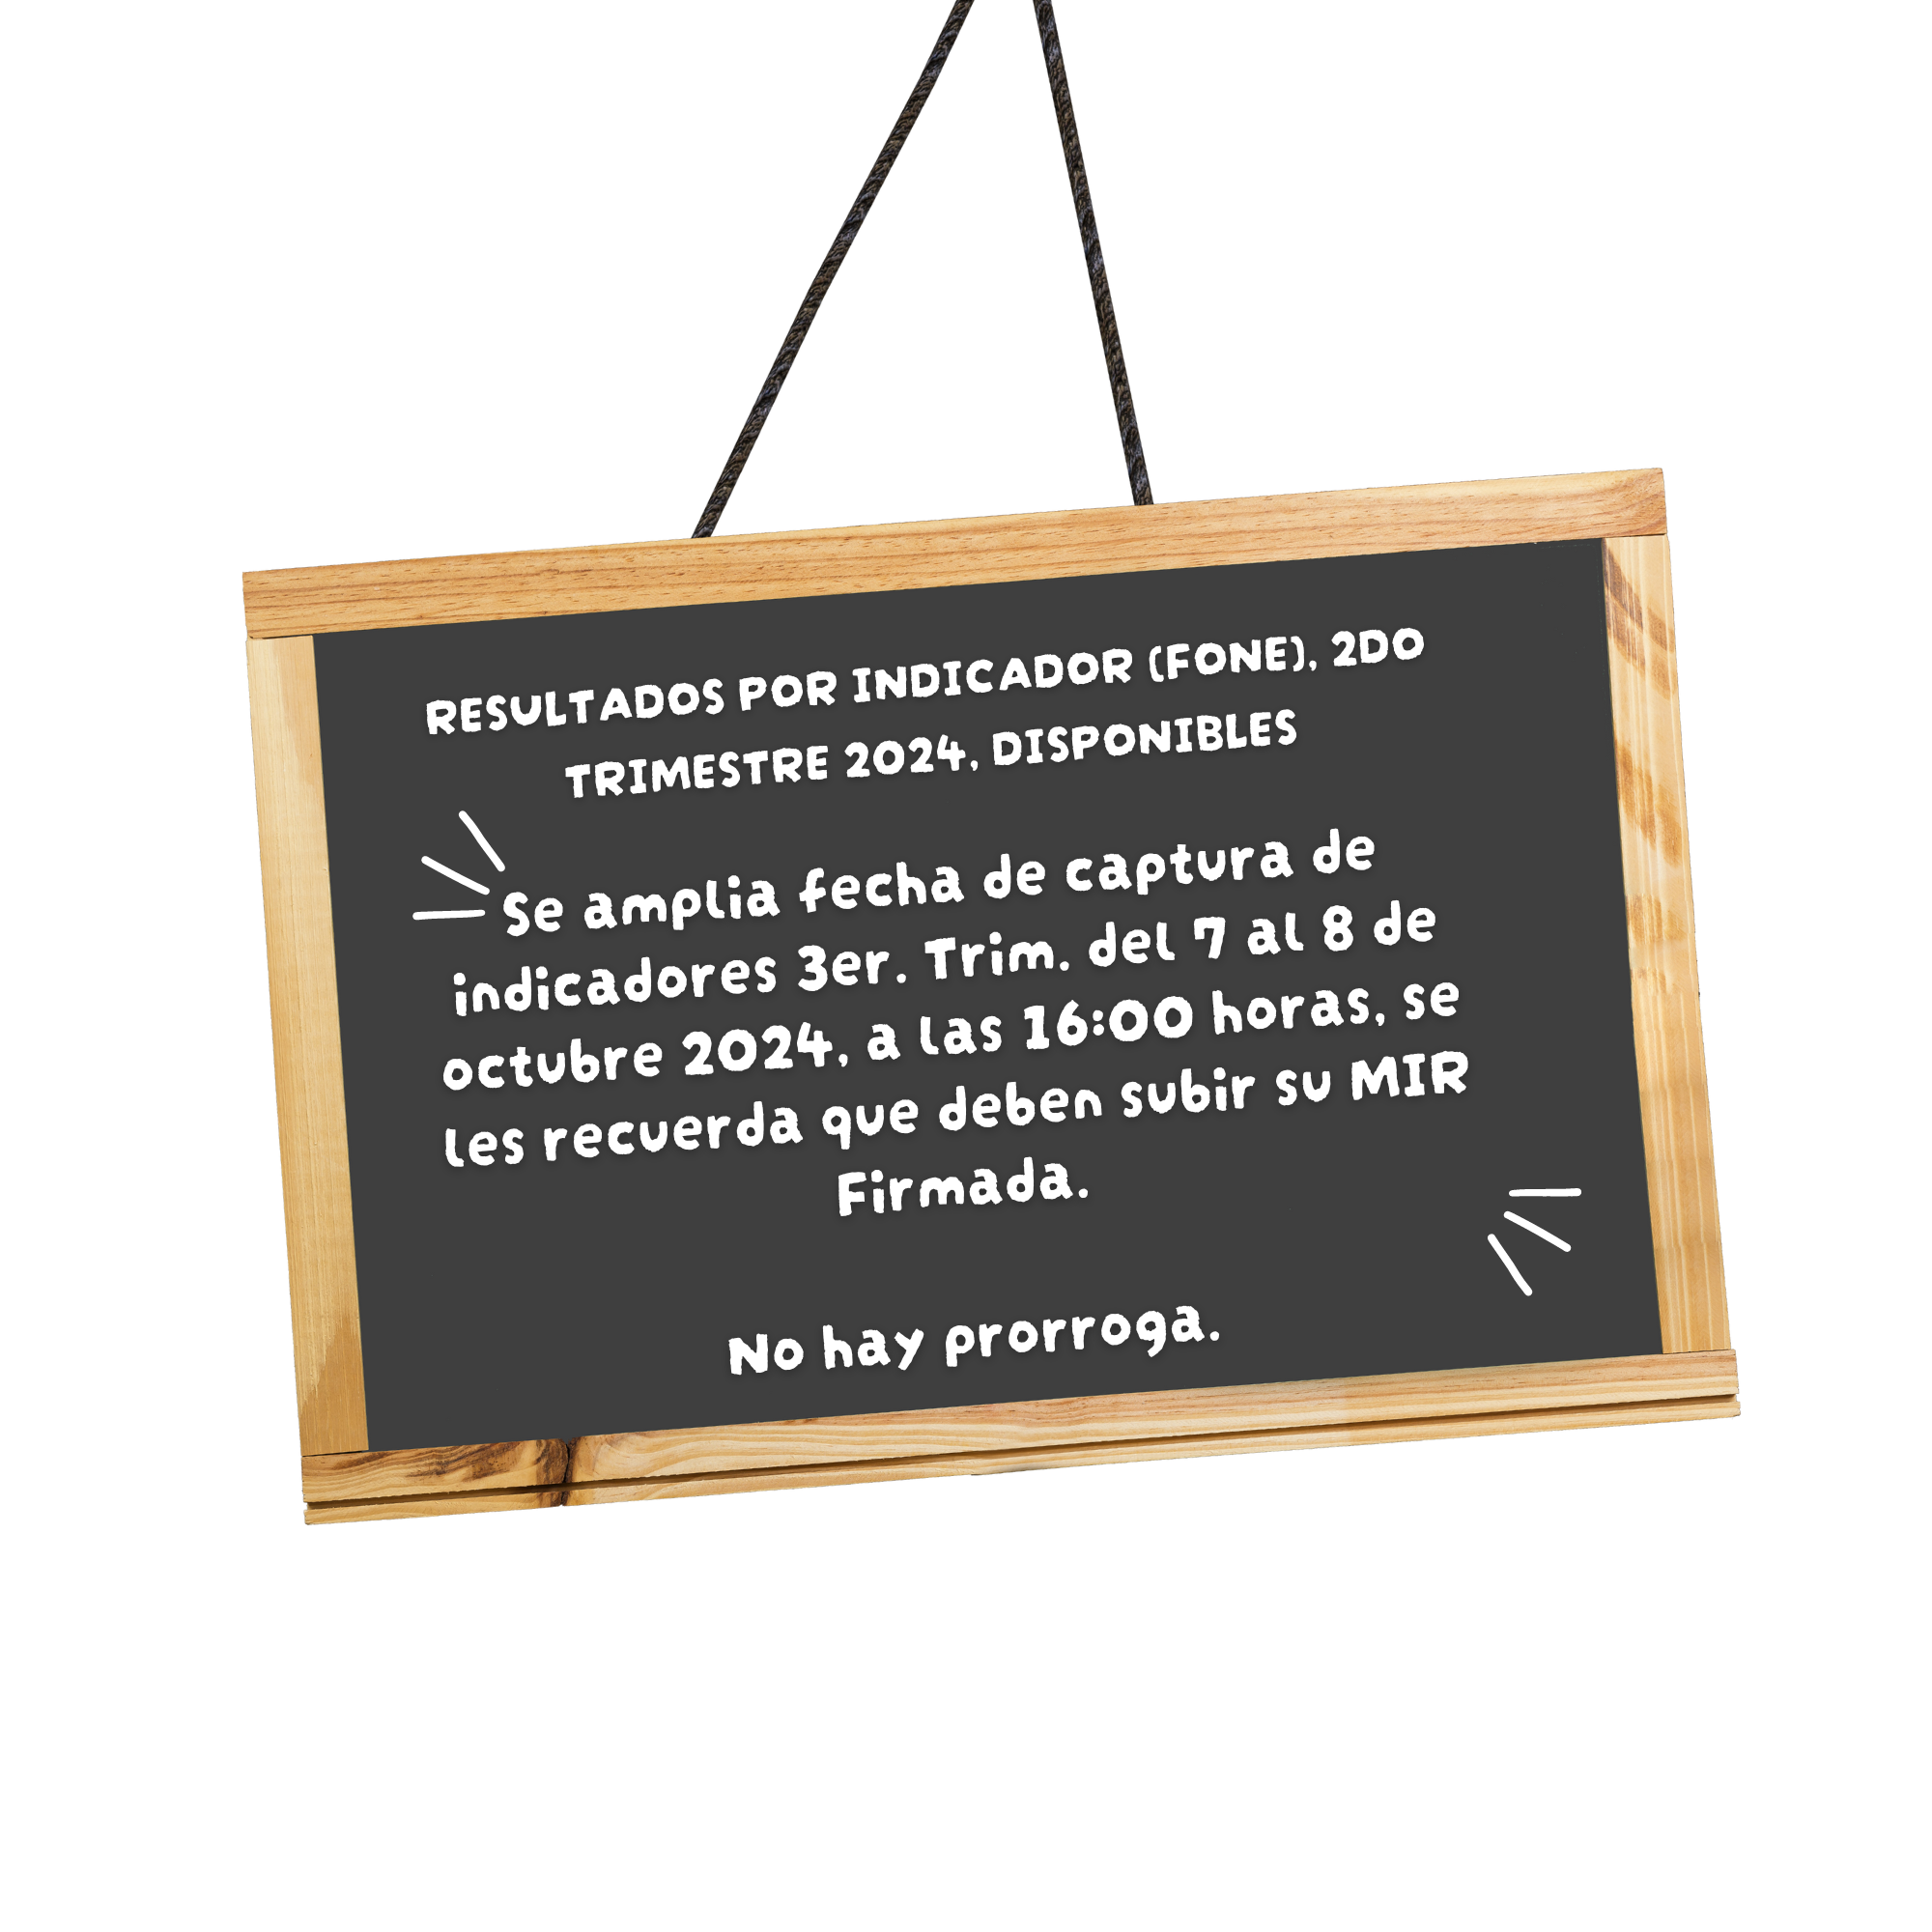 RESULTADOS POR INDICADOR (FONE), 2DO
TRIMESTRE 2024, DISPONIBLES
Se amplia fecha de captura de
indicadores 3er. Trim. del 7 al 8 de
octubre 2024, a las 16:00 horas, se
les recuerda que deben subir su MIR
Firmada.
No hay prorroga.